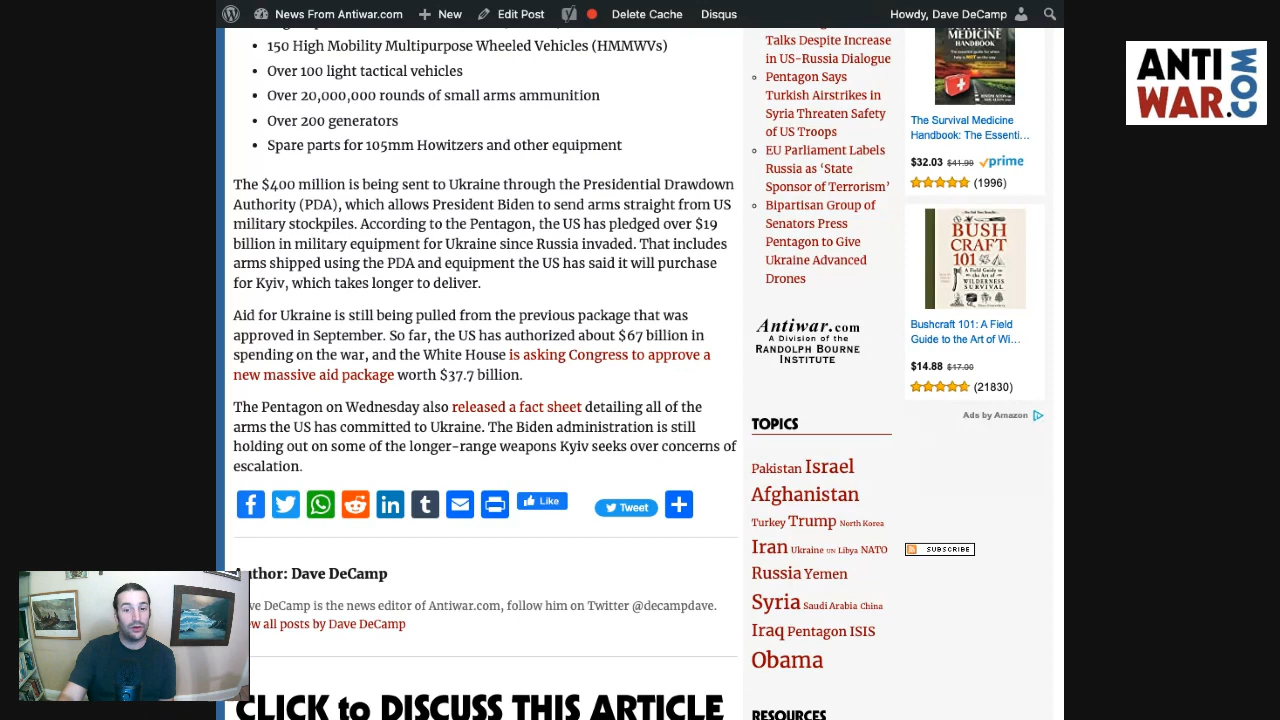 News From Antiwar.com
New
Edit Post
Delete Cache
Disqus
Howdy, Dave DeCamp
150 High Mobility Multipurpose Wheeled Vehicles (HMMWVs)
Over 100 light tactical vehicles
Over 20,000,000 rounds of small arms ammunition
Over 200 generators
Spare parts for 105mm Howitzers and other equipment
The $400 million is being sent to Ukraine through the Presidential Drawdown
Authority (PDA), which allows President Biden to send arms straight from US
military stockpiles. According to the Pentagon, the US has pledged over $19
billion in military equipment for Ukraine since Russia invaded. That includes
arms shipped using the PDA and equipment the US has said it will purchase
for Kyiv, which takes longer to deliver.
Aid for Ukraine is still being pulled from the previous package that was
approved in September. So far, the US has authorized about $67 billion in
spending on the war, and the White House is asking Congress to approve a
new massive aid package worth $37.7 billion.
The Pentagon on Wednesday also released a fact sheet detailing all of the
arms the US has committed to Ukraine. The Biden administration is still
holding out on some of the longer-range weapons Kyiv seeks over concerns of
escalation.
Like
Tweet
Author: Dave DeCamp
Dave DeCamp is the news editor of Antiwar.com, follow him on Twitter @decampdave.
all posts by Dave DeCamp
CLICK to DISCUSS THIS ARTICLE
Talks Despite Increase
in US-Russia Dialogue
Pentagon Says
Turkish Airstrikes in
Syria Threaten Safety
of US Troops
EU Parliament Labels
Russia as ‘State
Sponsor of Terrorism’
Bipartisan Group of
Senators Press
Pentagon to Give
Ukraine Advanced
Drones
Antiwar.com
A Division of the
RANDOLPH BOURNE
INSTITUTE
TOPICS
Pakistan Israel
Afghanistan
Turkey Trump North Korea
Iran Ukraine UN Libya NATO
Russia Yemen
Syria Saudi Arabia China
Iraq Pentagon ISIS
Obama
RESOURCES
MEDICINE
HANDBOOK
The Survival Medicine
Handbook: The Essenti...
$32.03 $41.99 prime
(1996)
BUSH
CRAFT
101
Bushcraft 101: A Field
Guide to the Art of Wi...
$14.88 $17.00
(21830)
Ads by Amazon
SUBSCRIBE
ANTI
WAR.COM